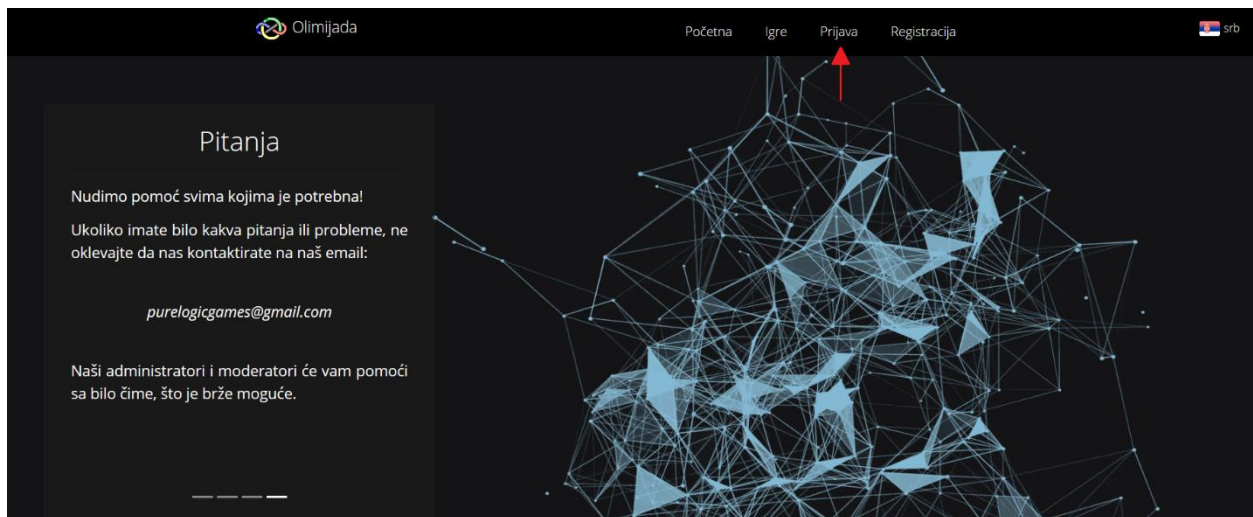 Olimijada
Početna Igre Prijava Registracija
srb
Pitanja
Nudimo pomoć svima kojima je potrebna!
Ukoliko imate bilo kakva pitanja ili probleme, ne
oklevajte da nas kontaktirate na naš email:
purelogicgames@gmail.com
Naši administratori i moderatori će vam pomoći
sa bilo čime, što je brže moguće.